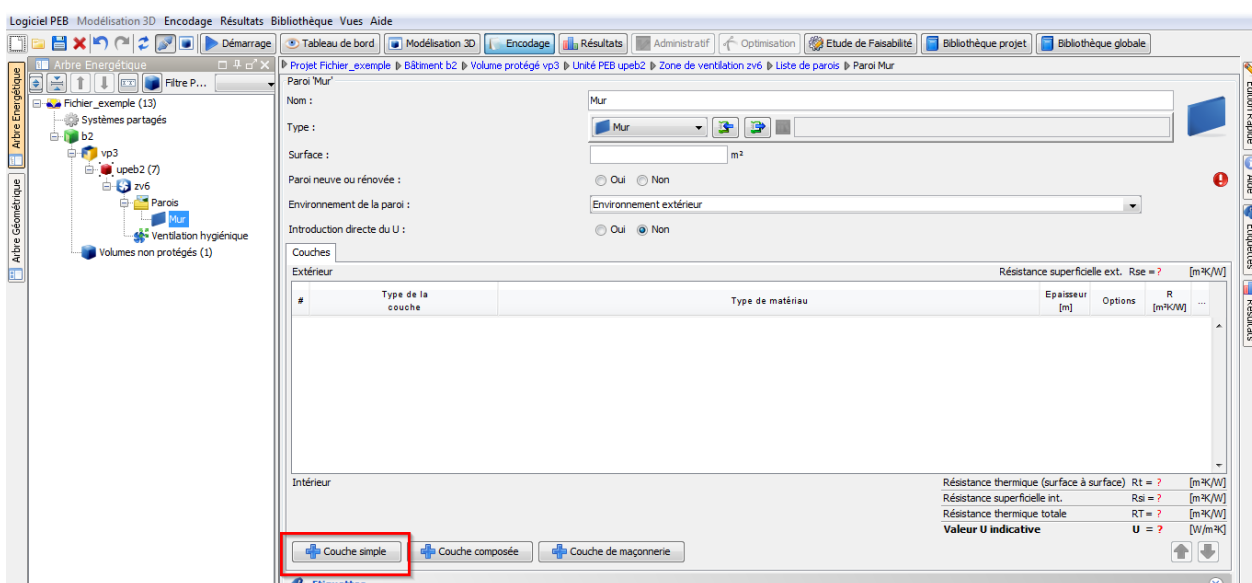 Logiciel PEB Modélisation 3D Encodage Résultats Bibliothèque Vues Aide
Démarrage Tableau de bord Modélisation 3D Encodage Résultats Administratif Optimisation Etude de Faisabilité Bibliothèque projet Bibliothèque globale
Arbre Energétique
Projet Fichier_exemple Bâtiment b2 Volume protégé vp3 Unité PEB upeb2 Zone de ventilation zv6 Liste de parois Paroi Mur
Arbre Energétique
Arbre Géométrique
Filtre P...
Fichier_exemple (13)
Systèmes partagés
b2
vp3
upeb2 (7)
zv6
Parois
Mur
Ventilation hygiénique
Volumes non protégés (1)
Paroi 'Mur'
Nom : Mur
Type : Mur
Surface : m²
Paroi neuve ou rénovée : Oui Non
Environnement de la paroi : Environnement extérieur
Introduction directe du U : Oui Non
Couches
Extérieur Résistance superficielle ext. Rse = ? [m²K/W]
# Type de la couche Type de matériau Epaisseur [m] Options R [m²K/W] ...
Intérieur Résistance thermique (surface à surface) Rt = ? [m²K/W]
Résistance superficielle int. Rsi = ? [m²K/W]
Résistance thermique totale RT = ? [m²K/W]
Valeur U indicative U = ? [W/m²K]
Couche simple Couche composée Couche de maçonnerie
Edition Rapide
Aide
Etiquettes
Résultats